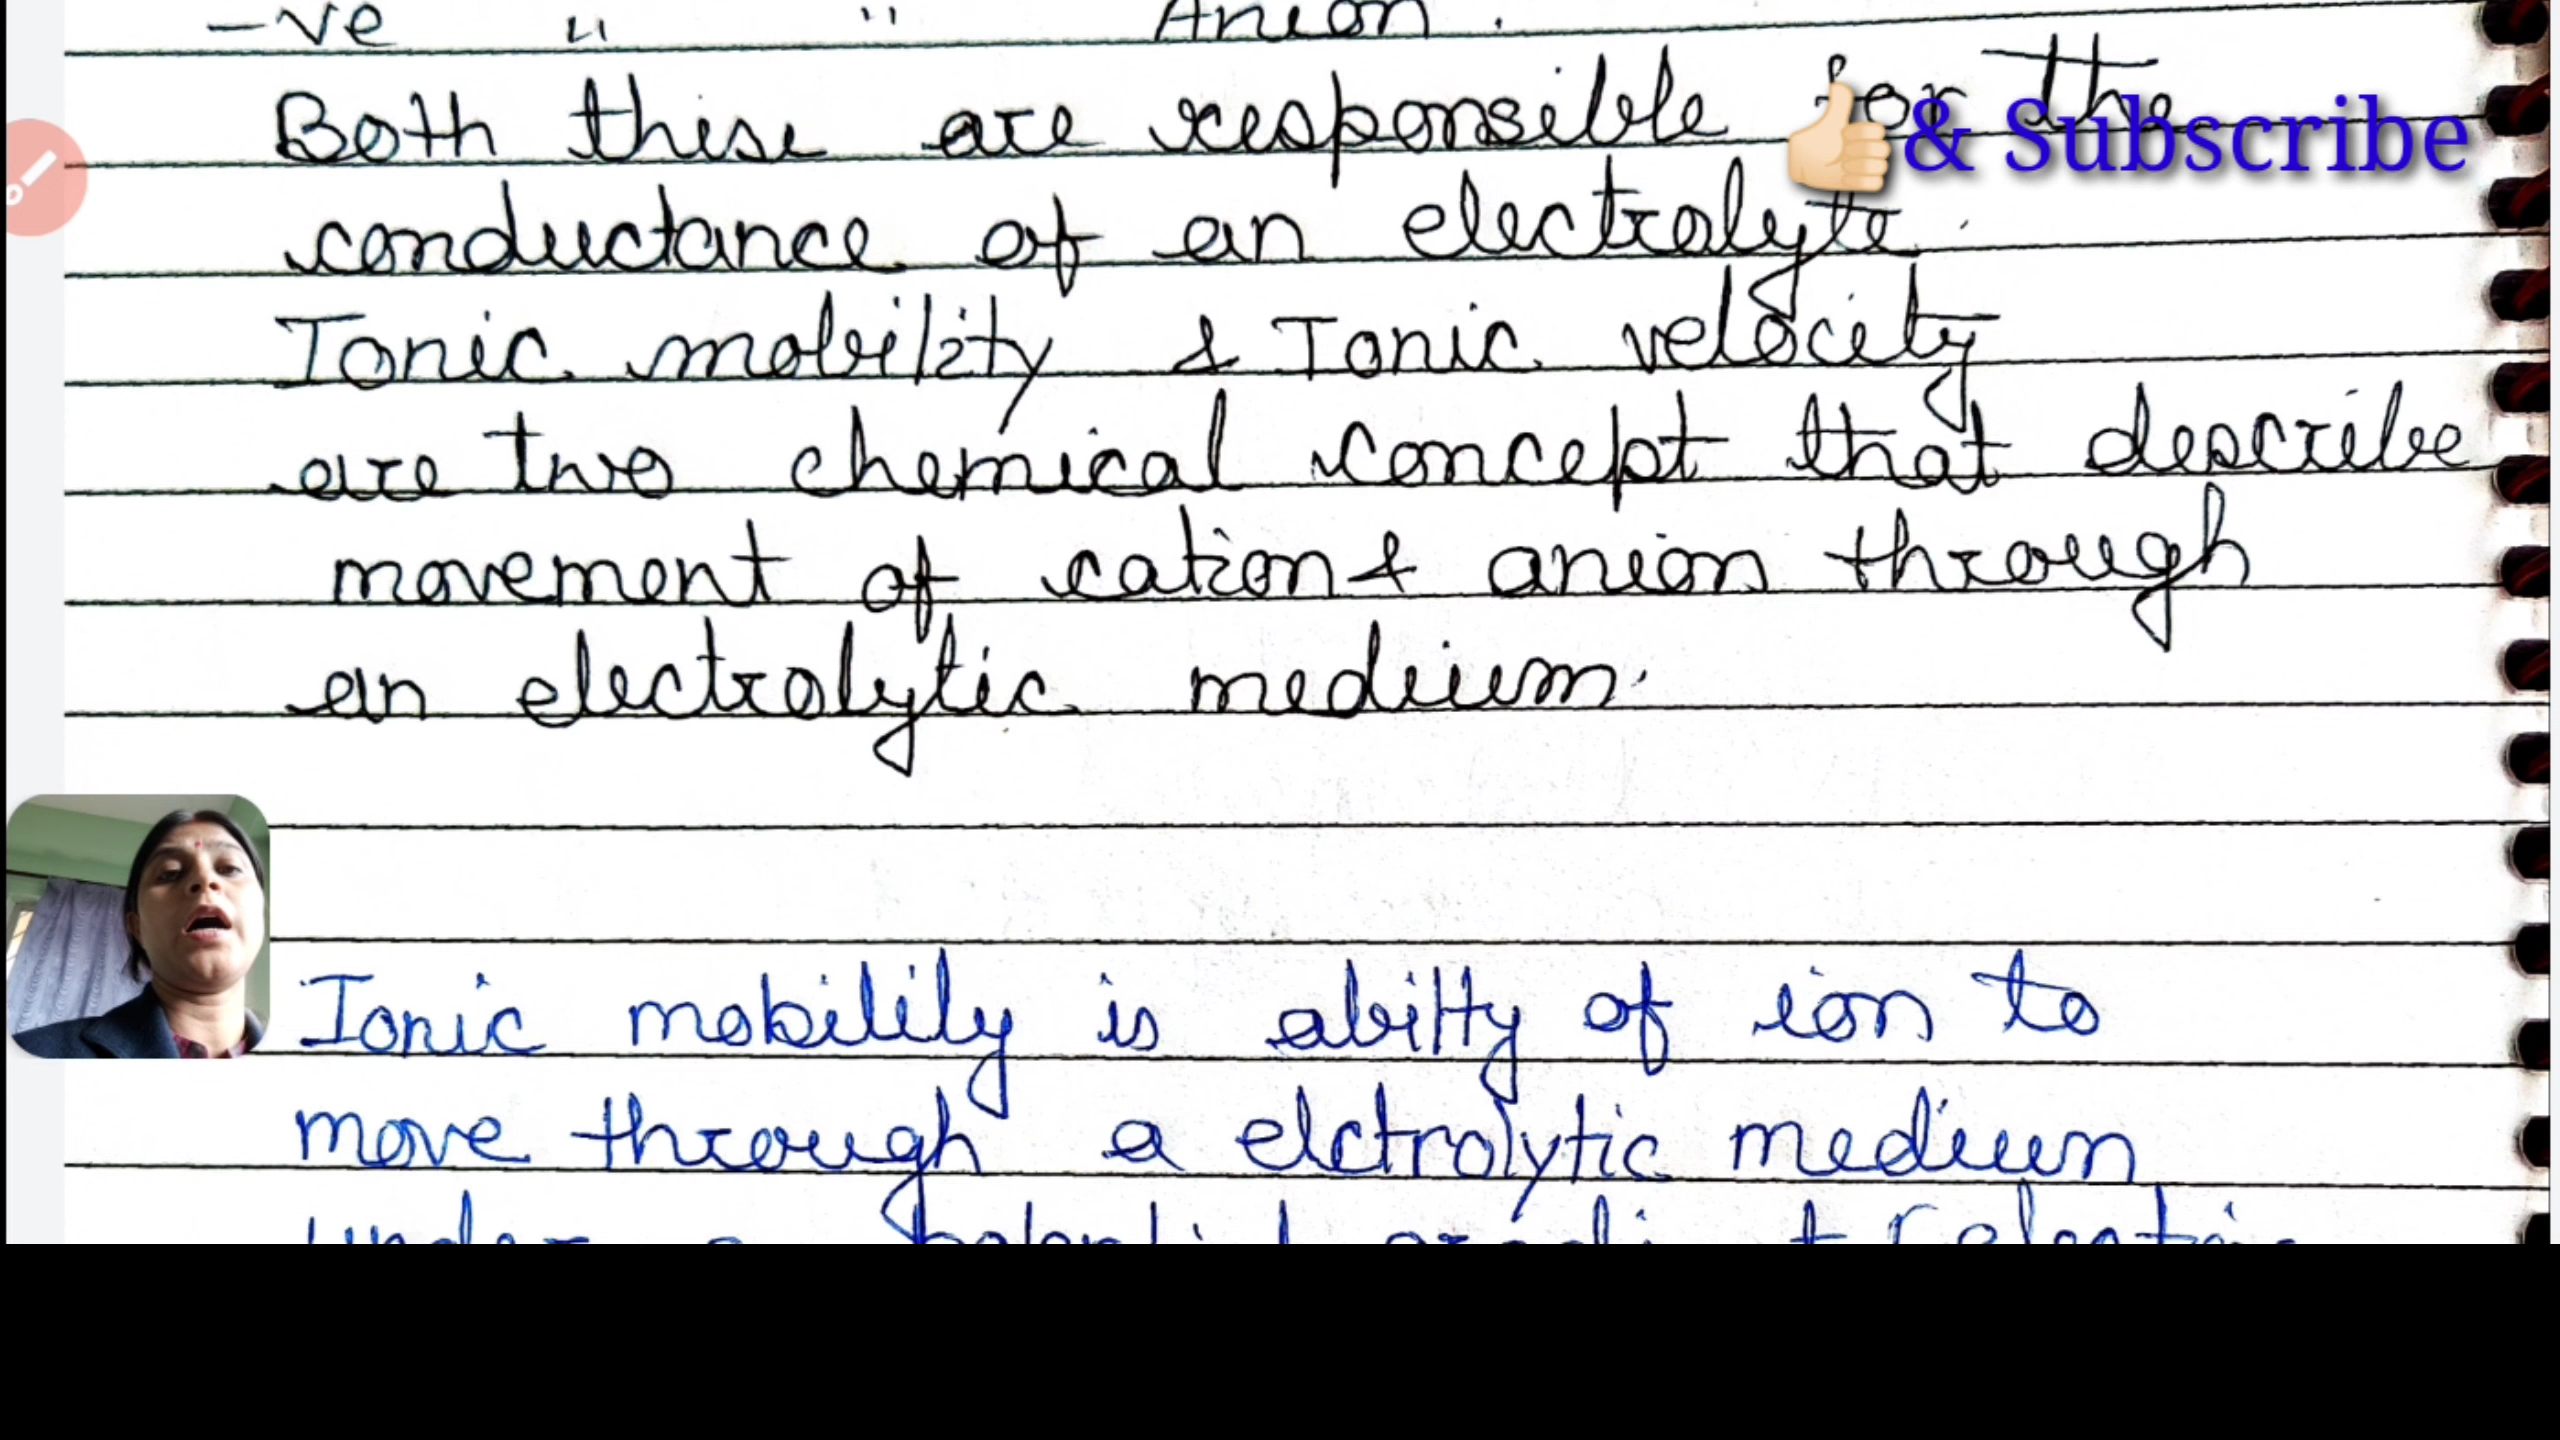 -ve " " Anion.
Both these are responsible for the
👍& Subscribe
conductance of an electrolyte.
Ionic mobility & Ionic velocity
are two chemical concept that describe
movement of cation & anion through
an electrolytic medium.
Ionic mobility is ability of ion to
move through a elctrolytic medium
under a